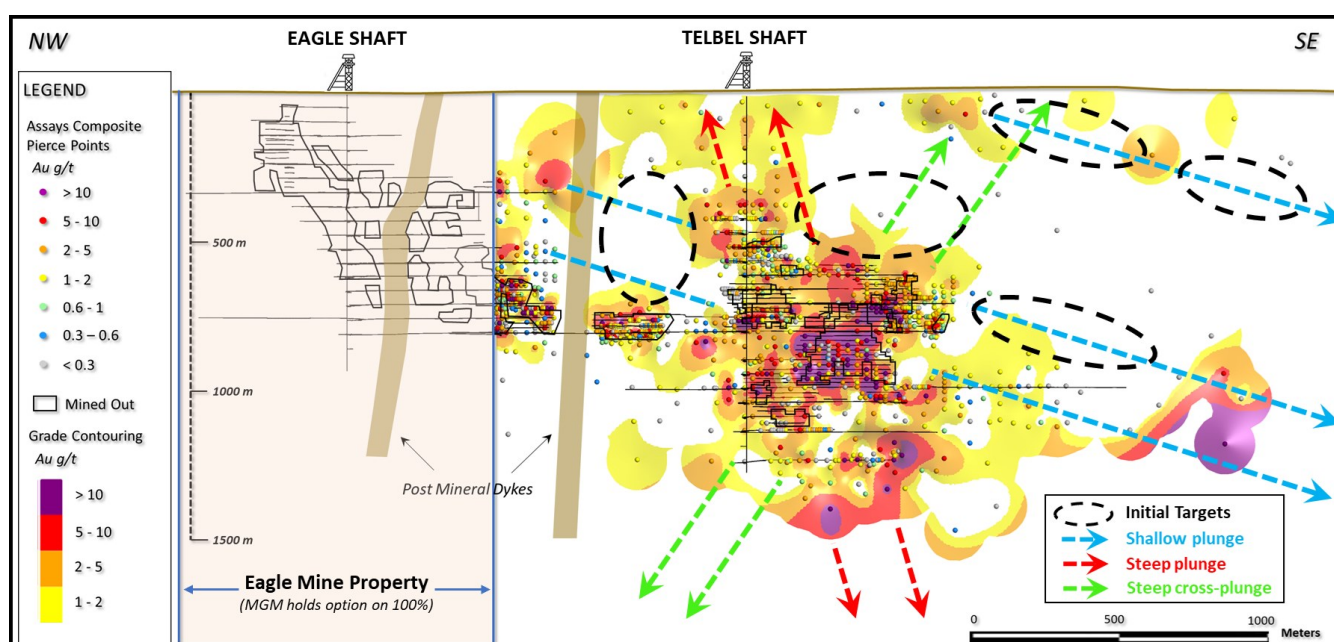 NW
EAGLE SHAFT
TELBEL SHAFT
SE
LEGEND
Assays Composite
Pierce Points
Au g/t
> 10
5 - 10
2 - 5
1 - 2
0.6 - 1
0.3 – 0.6
< 0.3
Mined Out
Grade Contouring
Au g/t
> 10
5 - 10
2 - 5
1 - 2
500 m
1000 m
1500 m
Post Mineral Dykes
Eagle Mine Property
(MGM holds option on 100%)
Initial Targets
Shallow plunge
Steep plunge
Steep cross-plunge
0 500 1000
Meters